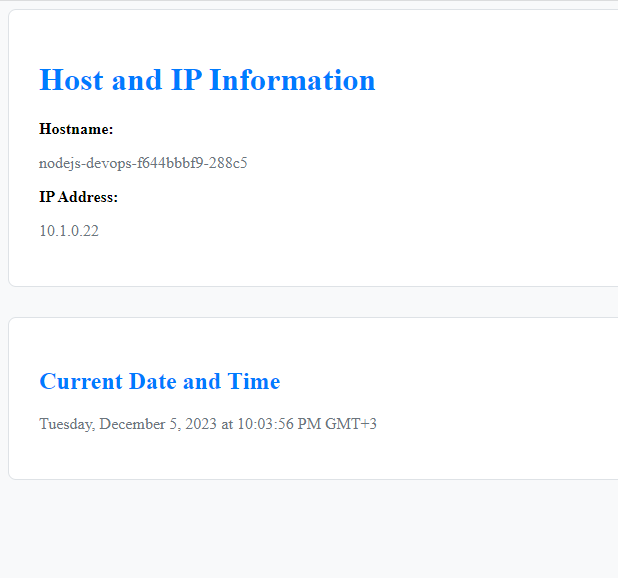 Host and IP Information
Hostname:
nodejs-devops-f644bbbf9-288c5
IP Address:
10.1.0.22
Current Date and Time
Tuesday, December 5, 2023 at 10:03:56 PM GMT+3